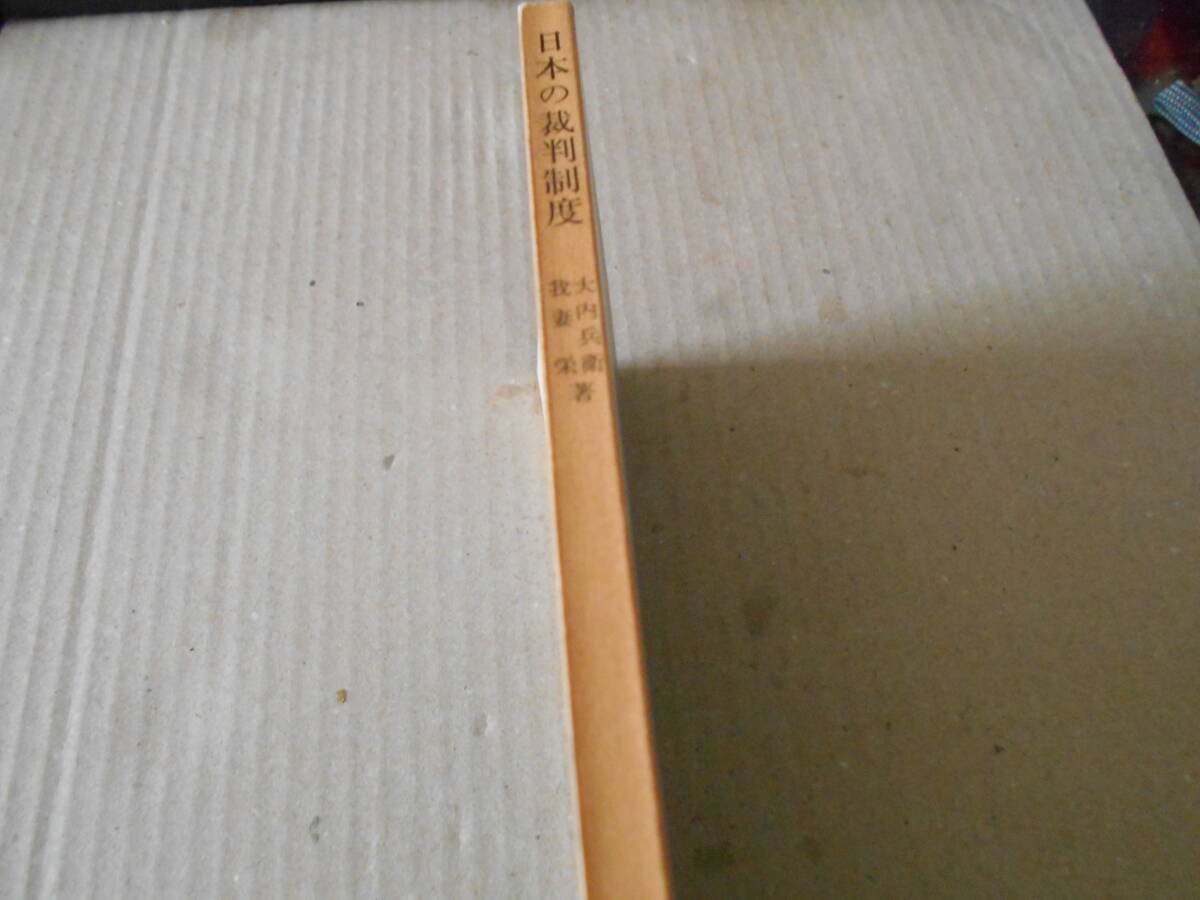 日本の裁判制度
大内兵衛
我妻栄
著